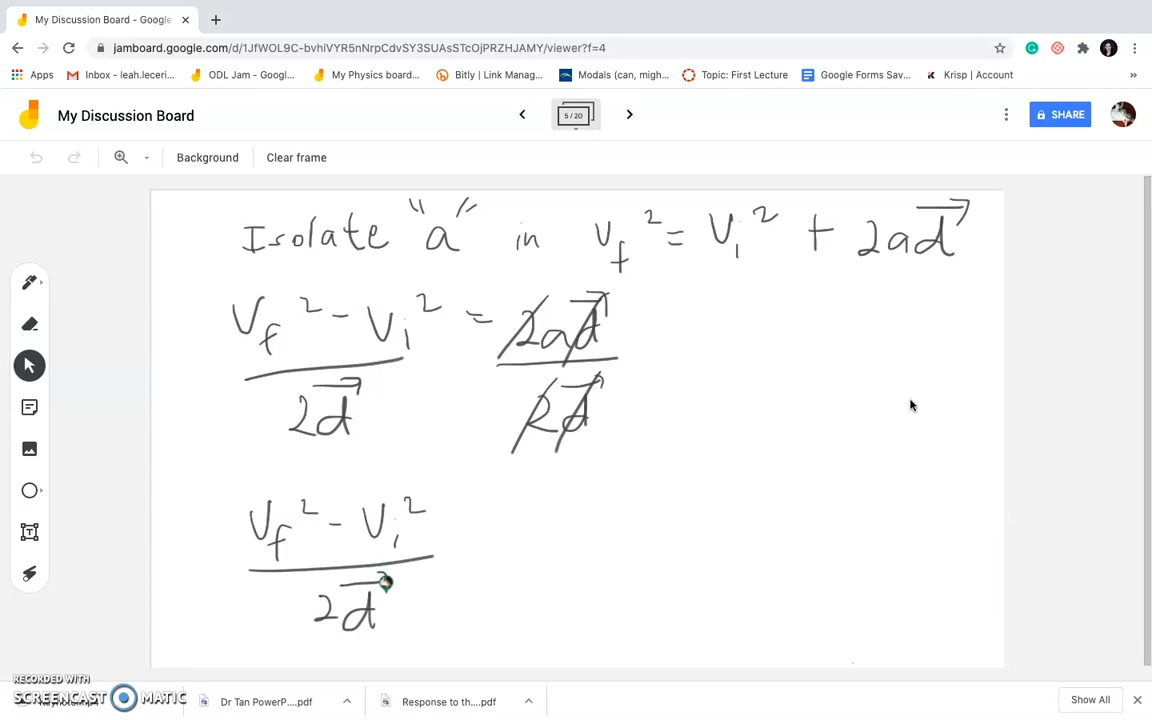 My Discussion Board - Google
jamboard.google.com/d/1JfWOL9C-bvhiVYR5nNrpCdvSY3SUAsSTcOjPRZHJAMY/viewer?f=4
Apps Inbox - leah.leceri... ODL Jam - Googl... My Physics board... Bitly | Link Manag... Modals (can, migh... Topic: First Lecture Google Forms Sav... Krisp | Account »
My Discussion Board 5 / 20 SHARE
Background Clear frame
Isolate "a" in Vf² = Vi² + 2ad⃗
Vf² - Vi² = 2ad⃗
2d⃗ 2d⃗
Vf² - Vi²
2d⃗
RECORDED WITH
SCREENCAST MATIC
Dr Tan PowerP....pdf Response to th....pdf Show All